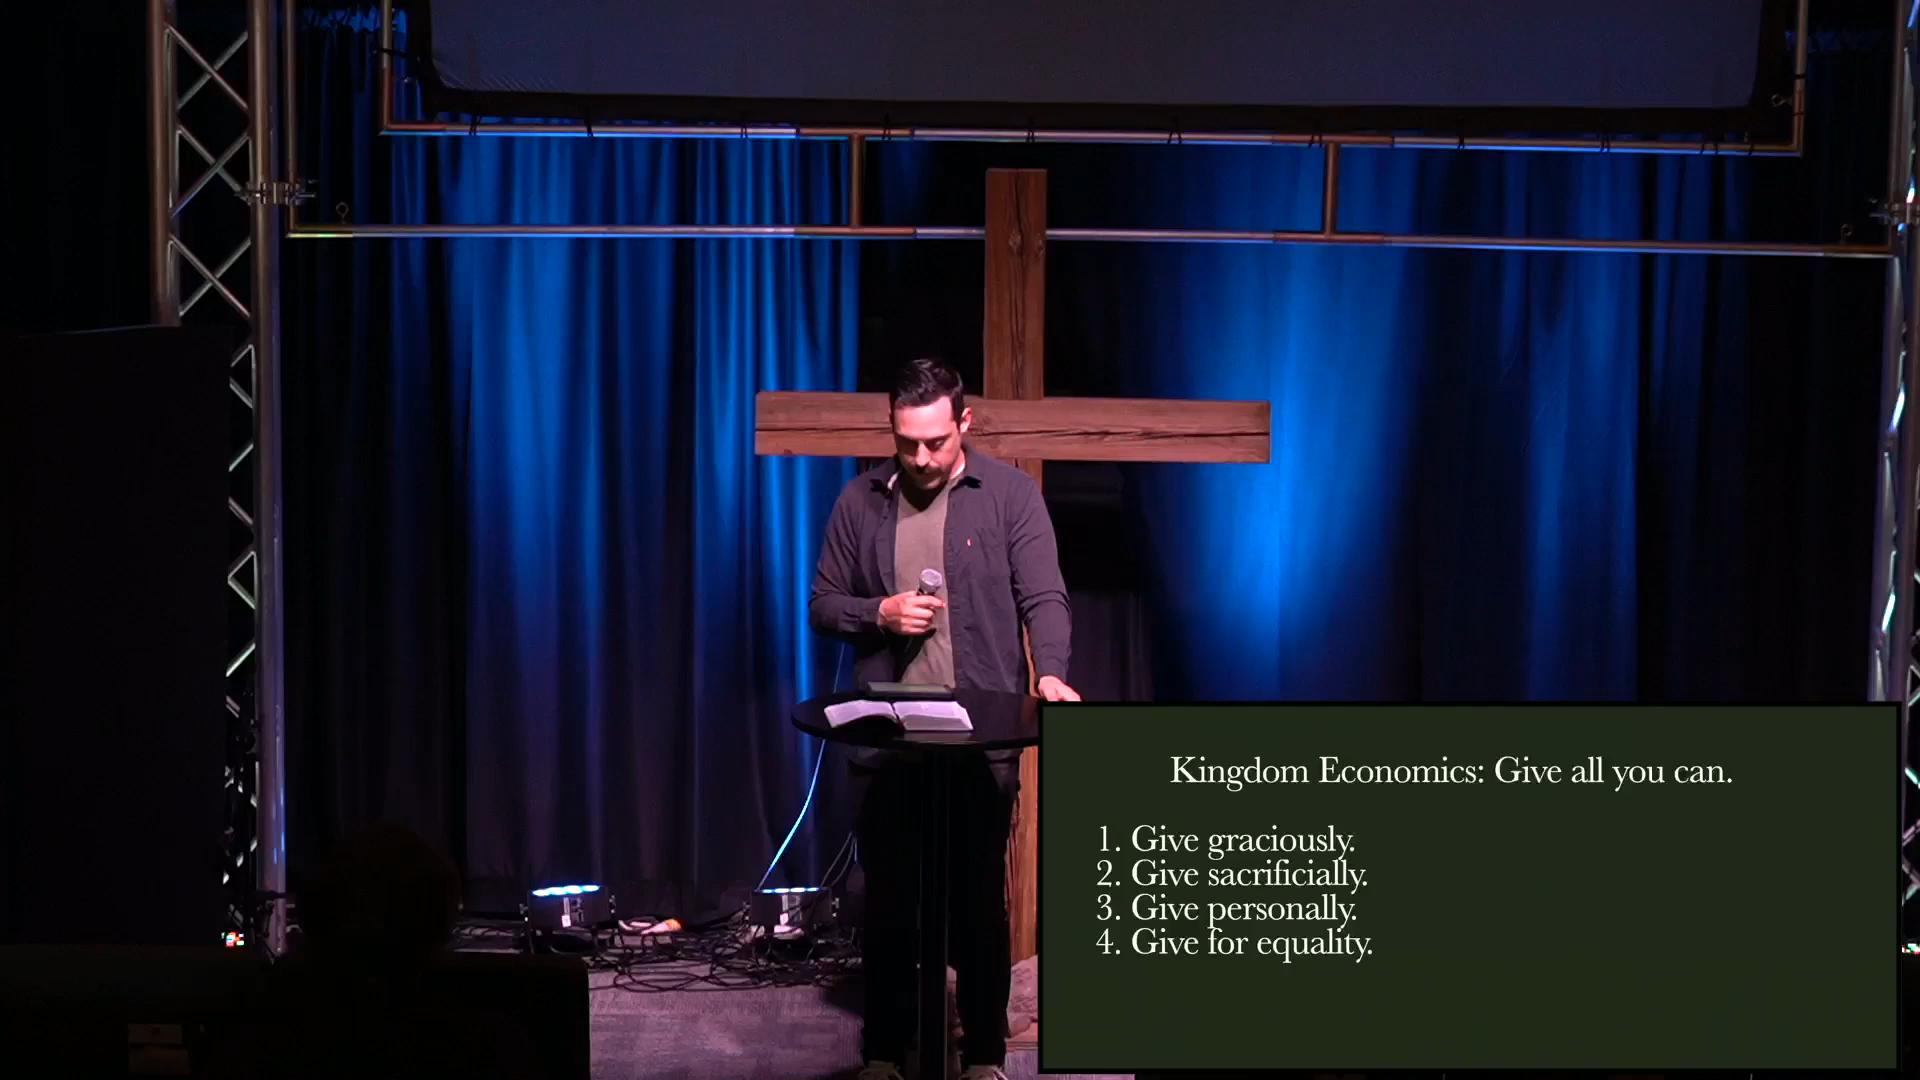 Kingdom Economics: Give all you can.
1. Give graciously.
2. Give sacrificially.
3. Give personally.
4. Give for equality.